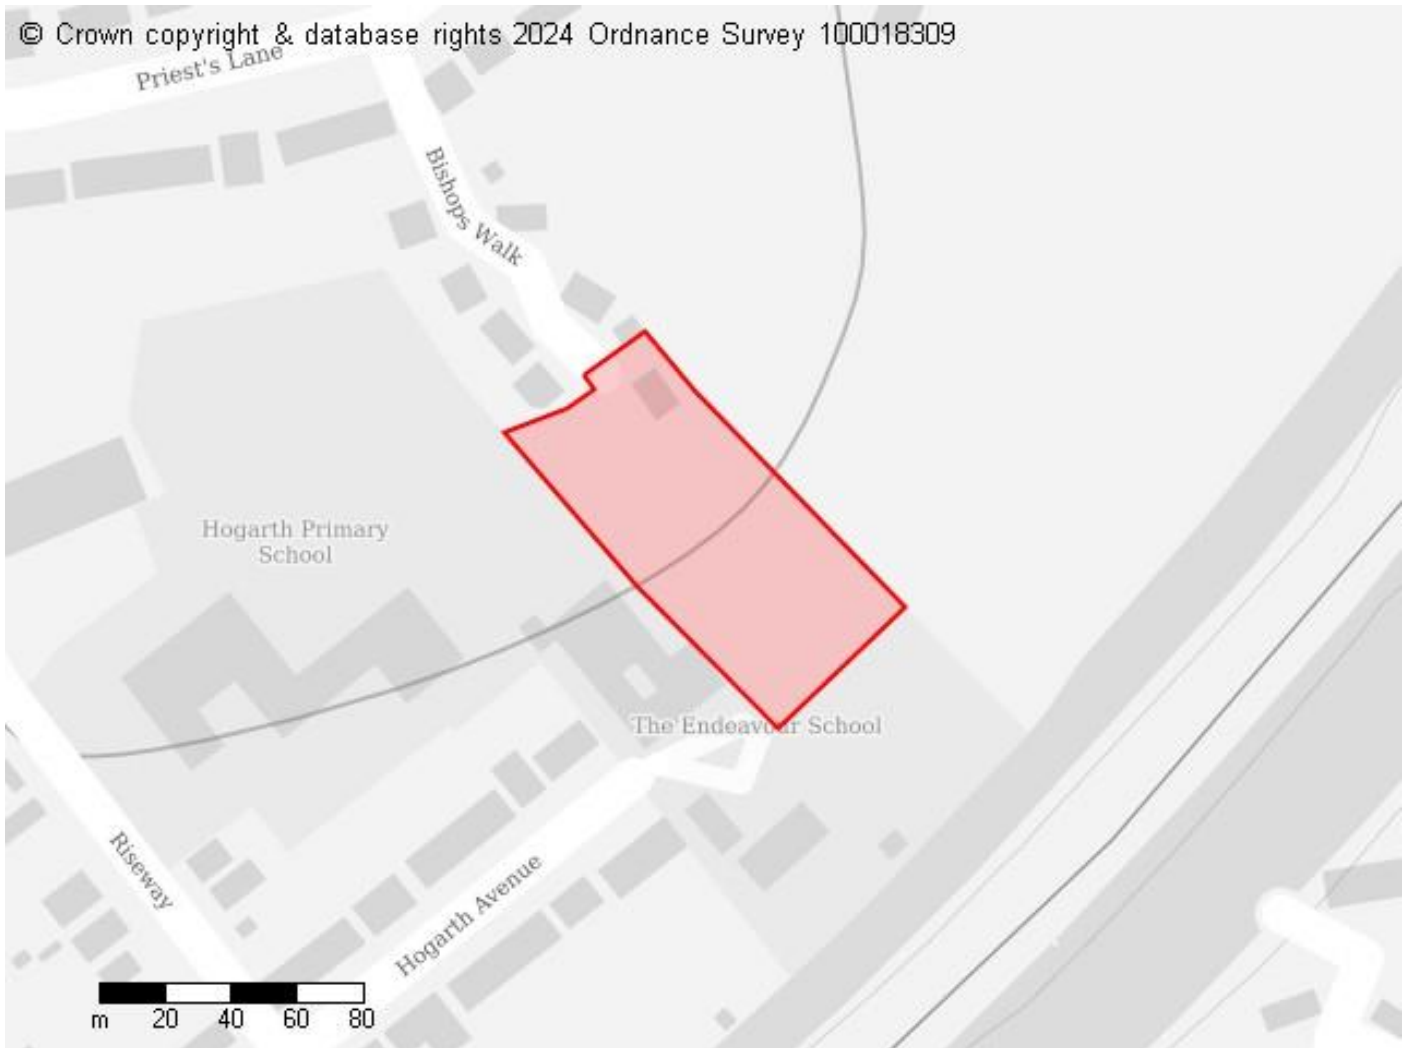 © Crown copyright & database rights 2024 Ordnance Survey 100018309
Priest's Lane
Bishops Walk
Hogarth Primary
School
The Endeavour School
Riseway
Hogarth Avenue
m 20 40 60 80